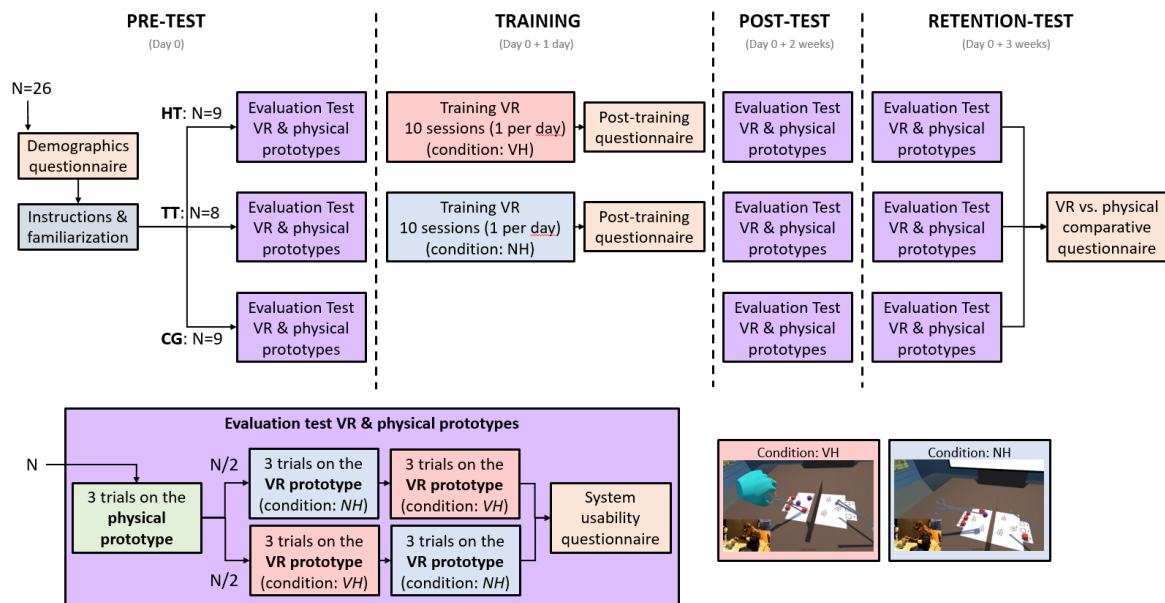 PRE-TEST
(Day 0)
TRAINING
(Day 0 + 1 day)
POST-TEST
(Day 0 + 2 weeks)
RETENTION-TEST
(Day 0 + 3 weeks)
N=26
Demographics
questionnaire
Instructions &
familiarization
HT: N=9
Evaluation Test
VR & physical
prototypes
Training VR
10 sessions (1 per day)
(condition: VH)
Post-training
questionnaire
Evaluation Test
VR & physical
prototypes
Evaluation Test
VR & physical
prototypes
TT: N=8
Evaluation Test
VR & physical
prototypes
Training VR
10 sessions (1 per day)
(condition: NH)
Post-training
questionnaire
Evaluation Test
VR & physical
prototypes
Evaluation Test
VR & physical
prototypes
VR vs. physical
comparative
questionnaire
CG: N=9
Evaluation Test
VR & physical
prototypes
Evaluation Test
VR & physical
prototypes
Evaluation Test
VR & physical
prototypes
Evaluation test VR & physical prototypes
N
3 trials on the
physical
prototype
N/2
3 trials on the
VR prototype
(condition: NH)
3 trials on the
VR prototype
(condition: VH)
N/2
3 trials on the
VR prototype
(condition: VH)
3 trials on the
VR prototype
(condition: NH)
System
usability
questionnaire
Condition: VH
Condition: NH